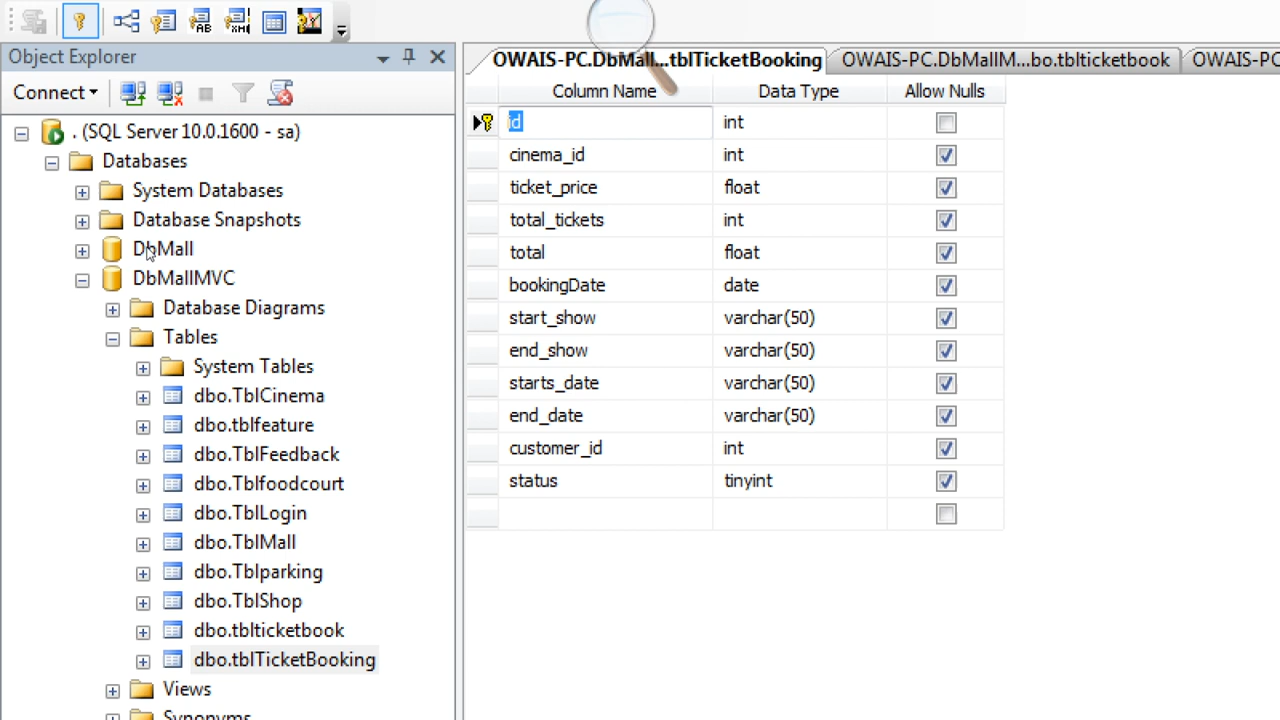 Object Explorer
Connect
. (SQL Server 10.0.1600 - sa)
Databases
System Databases
Database Snapshots
DbMall
DbMallMVC
Database Diagrams
Tables
System Tables
dbo.TblCinema
dbo.tblfeature
dbo.TblFeedback
dbo.Tblfoodcourt
dbo.TblLogin
dbo.TblMall
dbo.Tblparking
dbo.TblShop
dbo.tblticketbook
dbo.tblTicketBooking
Views
Synonyms
OWAIS-PC.DbMall...tblTicketBooking OWAIS-PC.DbMallM...bo.tblticketbook OWAIS-PC
Column Name Data Type Allow Nulls
id int
cinema_id int
ticket_price float
total_tickets int
total float
bookingDate date
start_show varchar(50)
end_show varchar(50)
starts_date varchar(50)
end_date varchar(50)
customer_id int
status tinyint